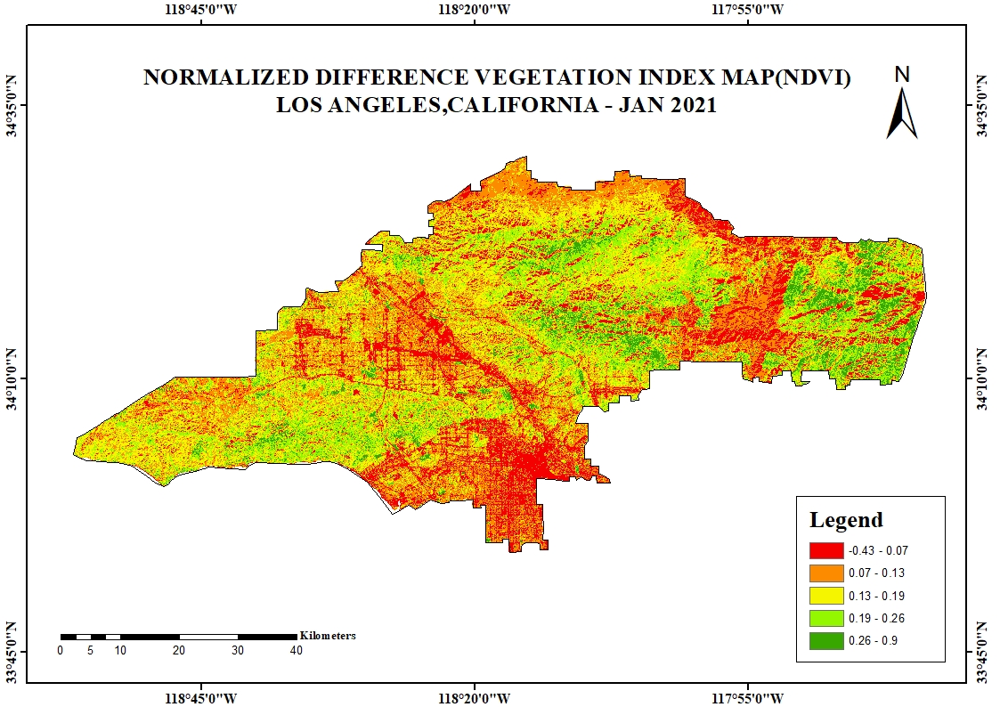 118°45'0"W 118°20'0"W 117°55'0"W
NORMALIZED DIFFERENCE VEGETATION INDEX MAP(NDVI)
LOS ANGELES,CALIFORNIA - JAN 2021
N
34°35'0"N
34°35'0"N
34°10'0"N
34°10'0"N
Legend
-0.43 - 0.07
0.07 - 0.13
0.13 - 0.19
0.19 - 0.26
0.26 - 0.9
Kilometers
0 5 10 20 30 40
33°45'0"N
33°45'0"N
118°45'0"W 118°20'0"W 117°55'0"W